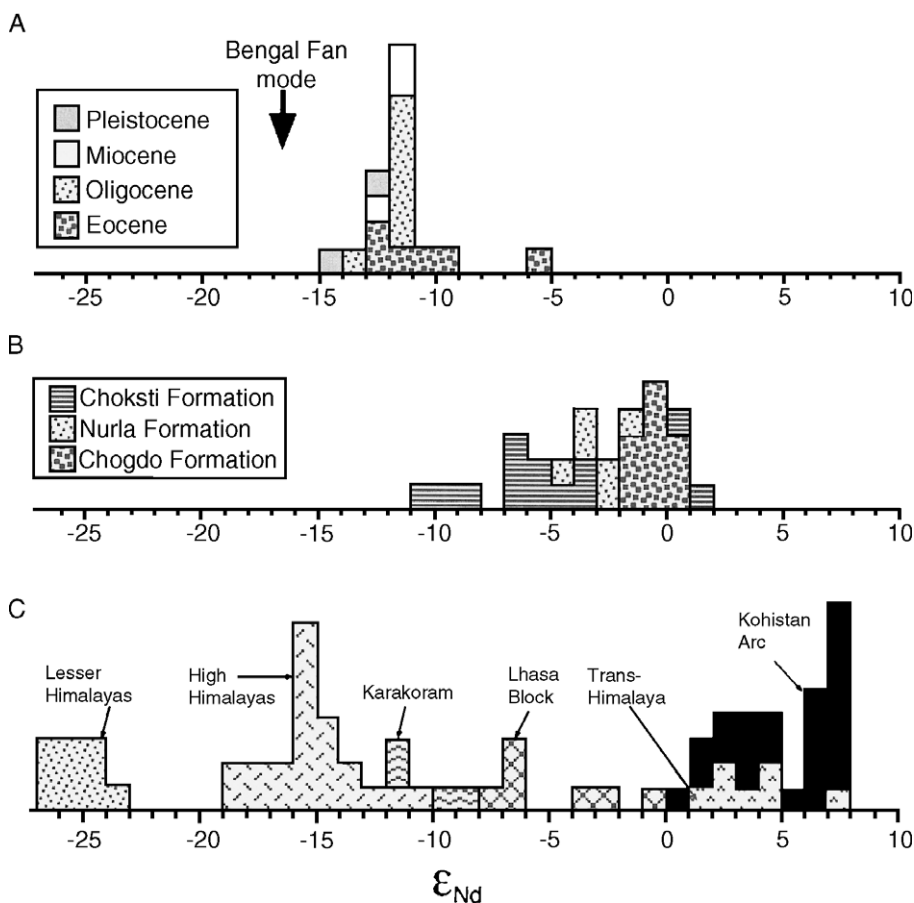 A
Bengal Fan
mode
Pleistocene
Miocene
Oligocene
Eocene
-25 -20 -15 -10 -5 0 5 10
B
Choksti Formation
Nurla Formation
Chogdo Formation
-25 -20 -15 -10 -5 0 5 10
C
Lesser
Himalayas
High
Himalayas
Karakoram
Lhasa
Block
Trans-
Himalaya
Kohistan
Arc
-25 -20 -15 -10 -5 0 5 10
εNd